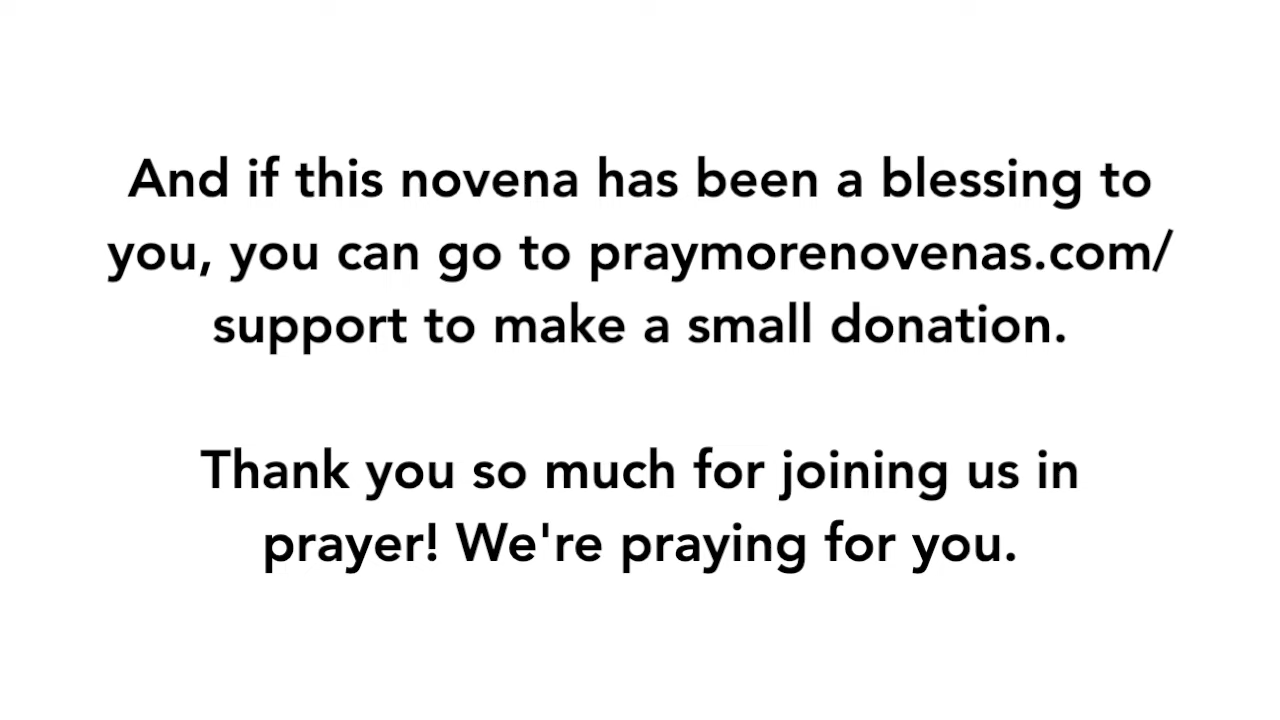 And if this novena has been a blessing to
you, you can go to praymorenovenas.com/
support to make a small donation.
Thank you so much for joining us in
prayer! We're praying for you.